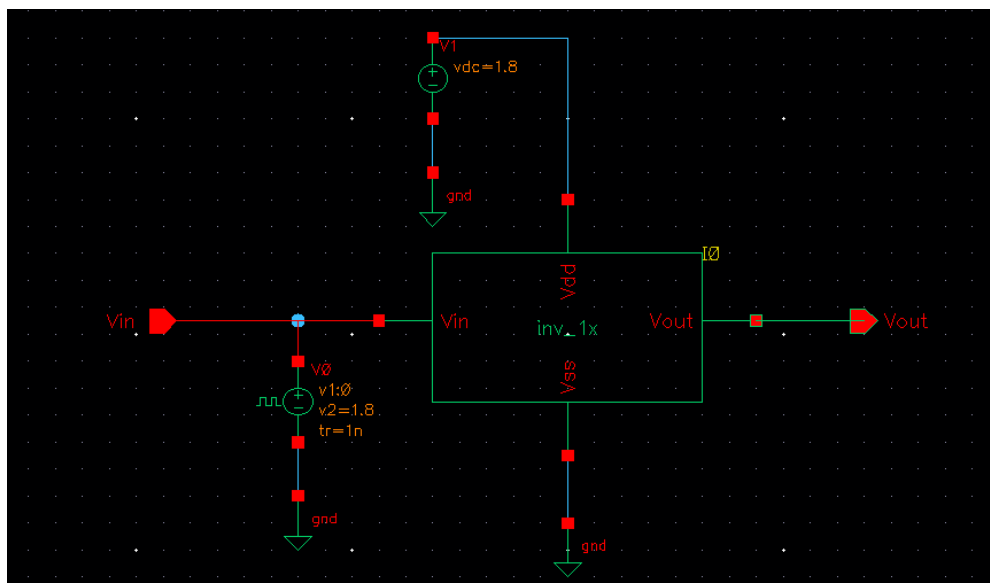 V1
vdc=1.8
gnd
I0
Vdd
Vin
Vin
inv_1x
Vout
Vout
Vss
V0
v1:0
v2=1.8
tr=1n
gnd
gnd